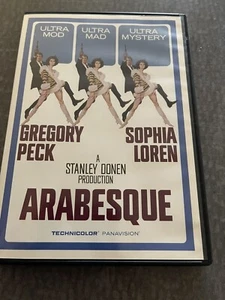 ULTRA MOD ULTRA MAD ULTRA MYSTERY
GREGORY PECK
SOPHIA LOREN
A
STANLEY DONEN
PRODUCTION
ARABESQUE
TECHNICOLOR® PANAVISION®